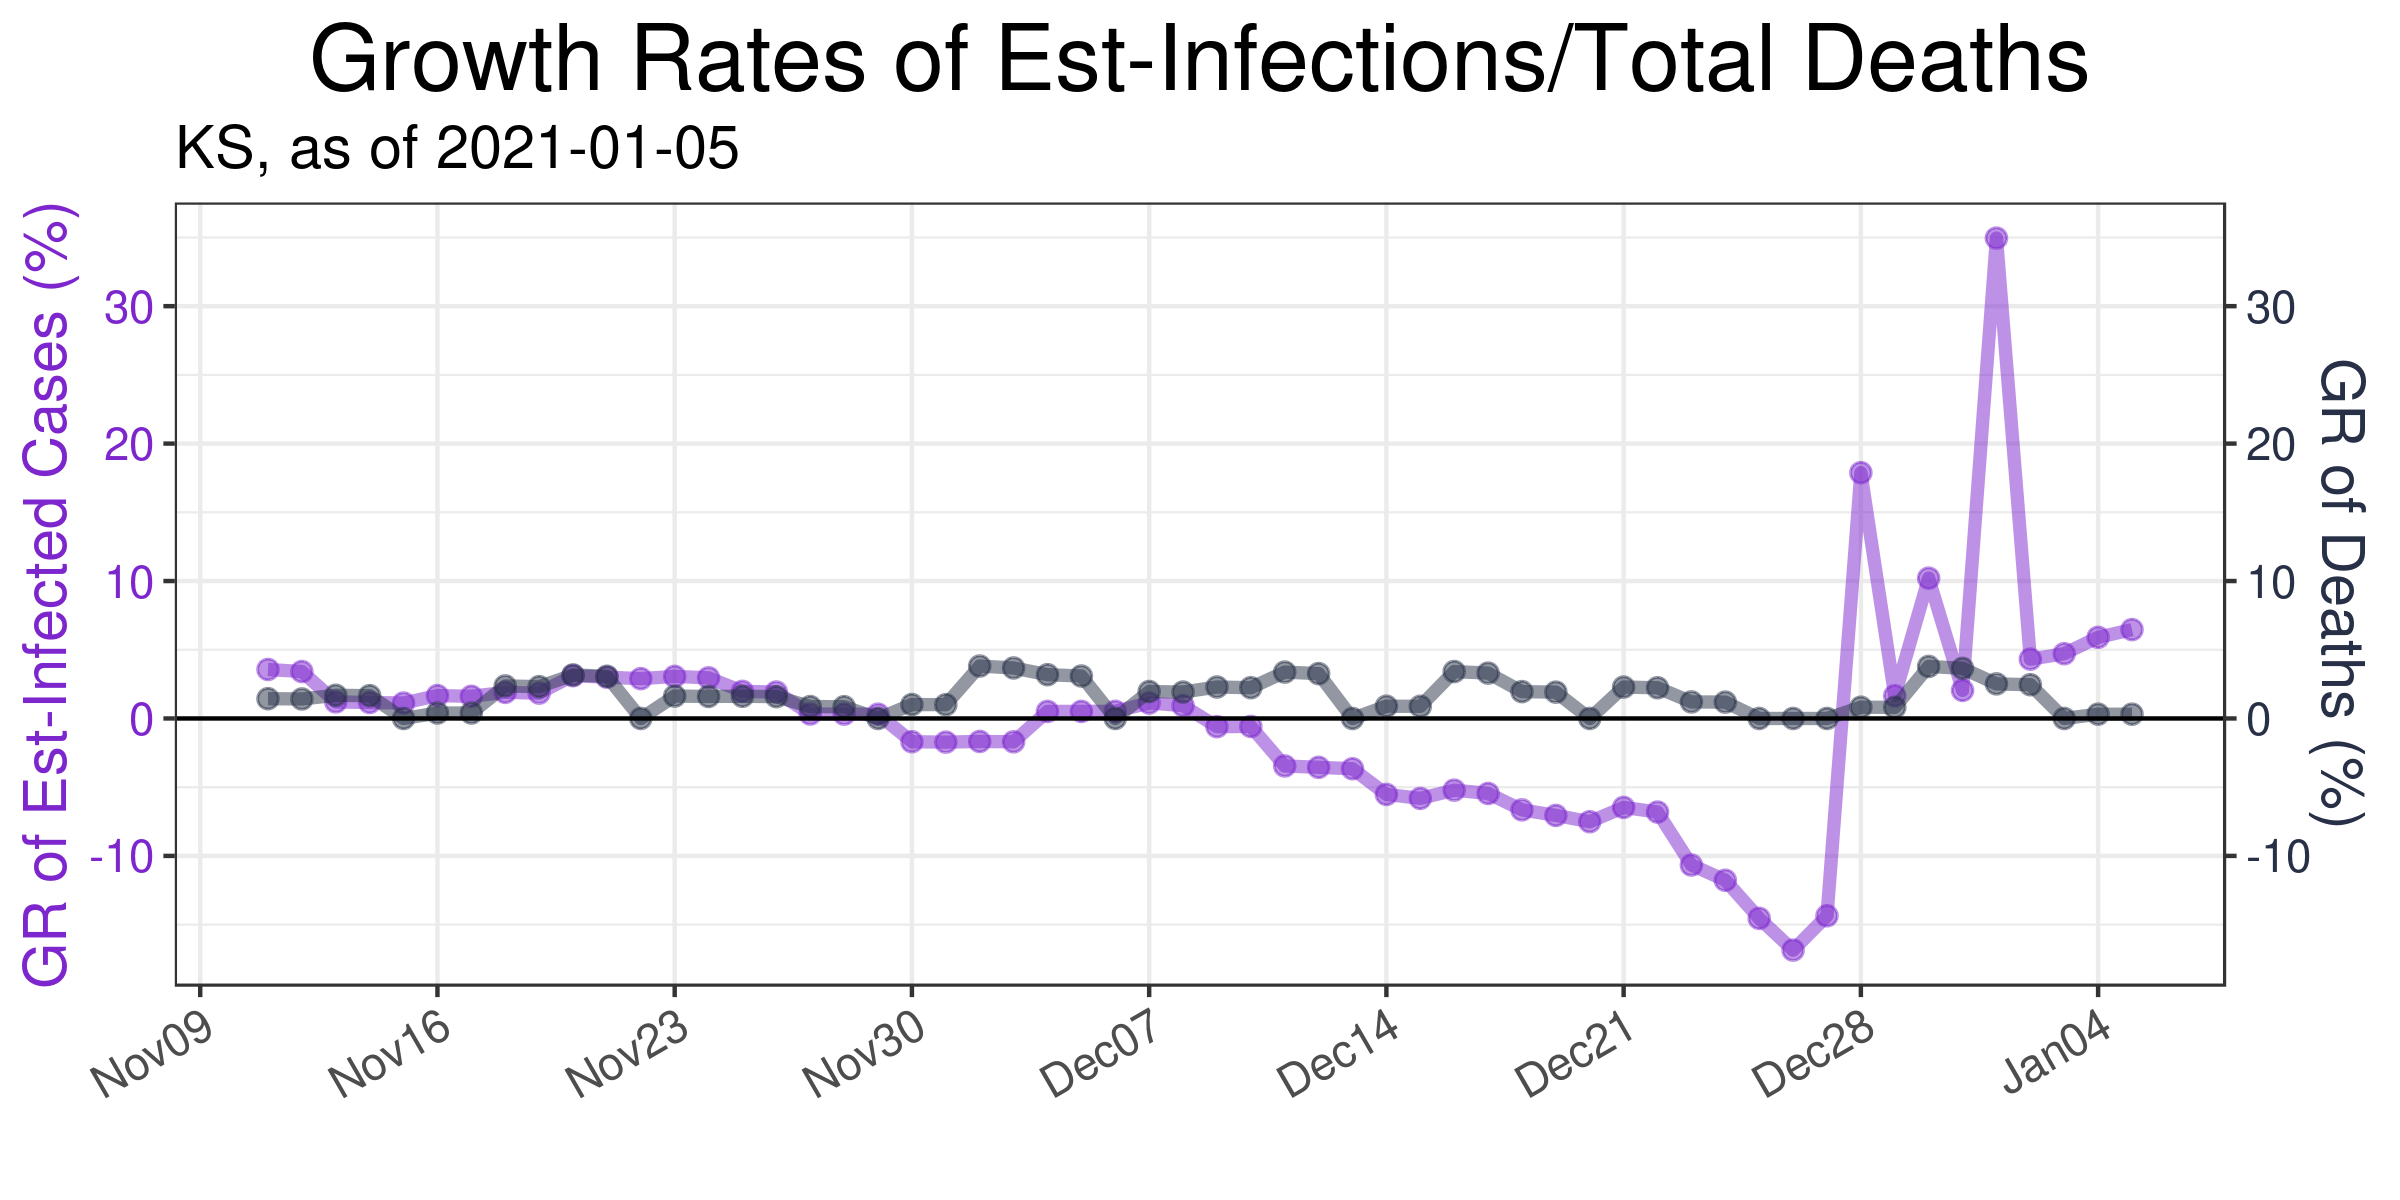 Growth Rates of Est-Infections/Total Deaths
KS, as of 2021-01-05
GR of Est-Infected Cases (%)
30
20
10
0
-10
30
20
10
0
-10
GR of Deaths (%)
Nov09
Nov16
Nov23
Nov30
Dec07
Dec14
Dec21
Dec28
Jan04